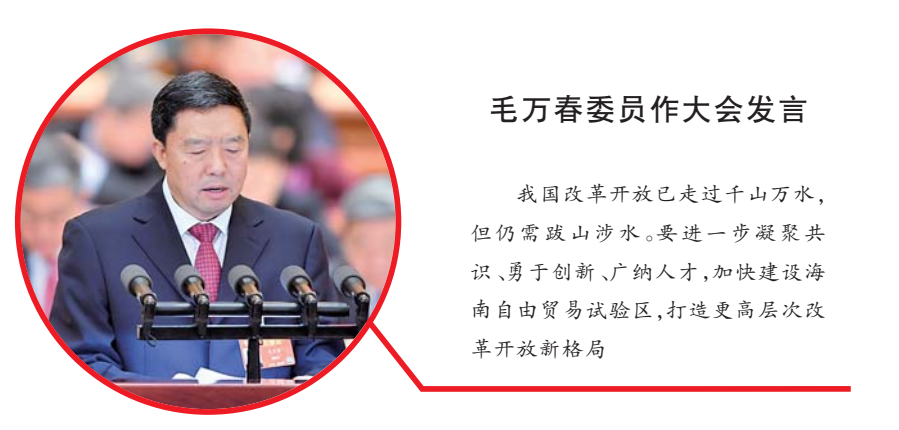 毛万春委员作大会发言
我国改革开放已走过千山万水,
但仍需跋山涉水。要进一步凝聚共
识、勇于创新、广纳人才,加快建设海
南自由贸易试验区,打造更高层次改
革开放新格局